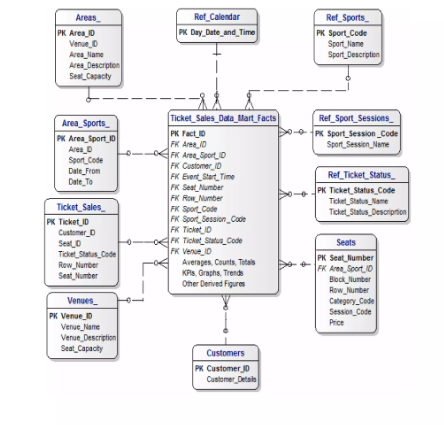 Areas_
PK Area_ID
Venue_ID
Area_Name
Area_Description
Seat_Capacity
Ref_Calendar
PK Day_Date_and_Time
Ref_Sports_
PK Sport_Code
Sport_Name
Sport_Description
Area_Sports_
PK Area_Sport_ID
Area_ID
Sport_Code
Date_From
Date_To
Ticket_Sales_
PK Ticket_ID
Customer_ID
Seat_ID
Ticket_Status_Code
Row_Number
Seat_Number
Venues_
PK Venue_ID
Venue_Name
Venue_Description
Seat_Capacity
Ticket_Sales_Data_Mart_Facts
PK Fact_ID
FK Area_ID
FK Area_Sport_ID
FK Customer_ID
FK Event_Start_Time
FK Seat_Number
FK Row_Number
FK Sport_Code
FK Sport_Session_Code
FK Ticket_ID
FK Ticket_Status_Code
FK Venue_ID
Averages, Counts, Totals
KPIs, Graphs, Trends
Other Derived Figures
Ref_Sport_Sessions_
PK Sport_Session_Code
Sport_Session_Name
Ref_Ticket_Status_
PK Ticket_Status_Code
Ticket_Status_Name
Ticket_Status_Description
Seats
PK Seat_Number
FK Area_Sport_ID
Block_Number
Row_Number
Category_Code
Session_Code
Price
Customers
PK Customer_ID
Customer_Details